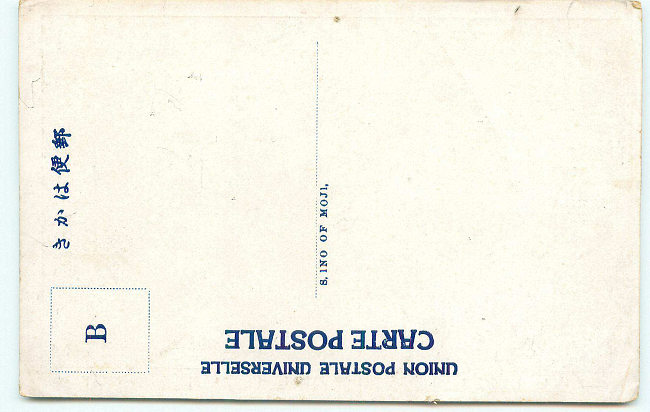 UNION POSTALE UNIVERSELLE
CARTE POSTALE
きかは便郵
B
S. INO OF MOJI.